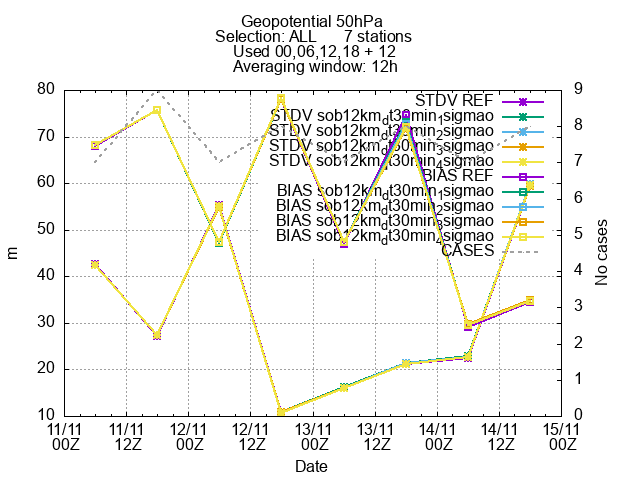 Geopotential 50hPa
Selection: ALL 7 stations
Used 00,06,12,18 + 12
Averaging window: 12h
STDV REF
STDV sob12km_dt30min_1sigmao
STDV sob12km_dt30min_2sigmao
STDV sob12km_dt30min_3sigmao
STDV sob12km_dt30min_4sigmao
BIAS REF
BIAS sob12km_dt30min_1sigmao
BIAS sob12km_dt30min_2sigmao
BIAS sob12km_dt30min_3sigmao
BIAS sob12km_dt30min_4sigmao
CASES
80
70
60
50
40
30
20
10
m
9
8
7
6
5
4
3
2
1
0
No cases
11/11 11/11 12/11 12/11 13/11 13/11 14/11 14/11 15/11
00Z 12Z 00Z 12Z 00Z 12Z 00Z 12Z 00Z
Date